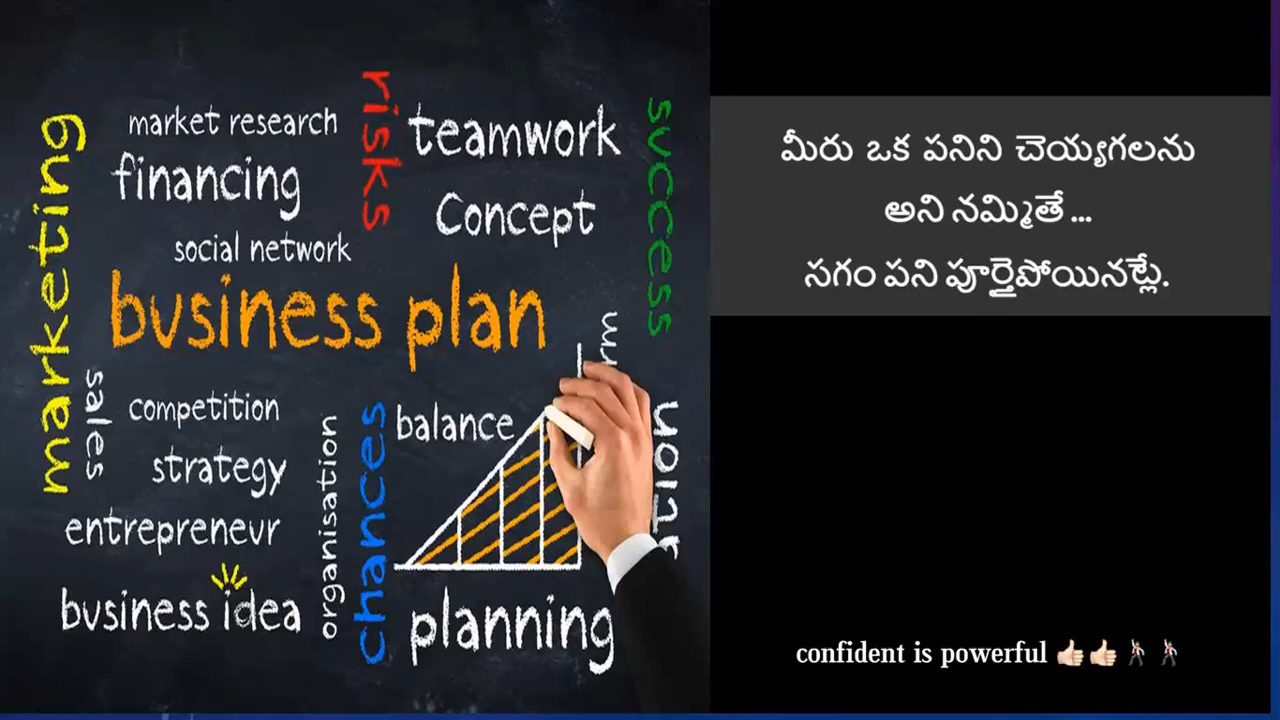 marketing
market research
financing
social network
risks
teamwork
Concept
success
business plan
sales
competition
strategy
entrepreneur
business idea
organisation
chances
balance
planning
మీరు ఒక పనిని చెయ్యగలను
అని నమ్మితే...
సగం పని పూర్తైపోయినట్లే.
confident is powerful 👍🏻👍🏻🕺🏻🕺🏻